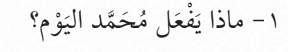 ١- ماذا يَفْعَل مُحَمَّد اليَوْم؟